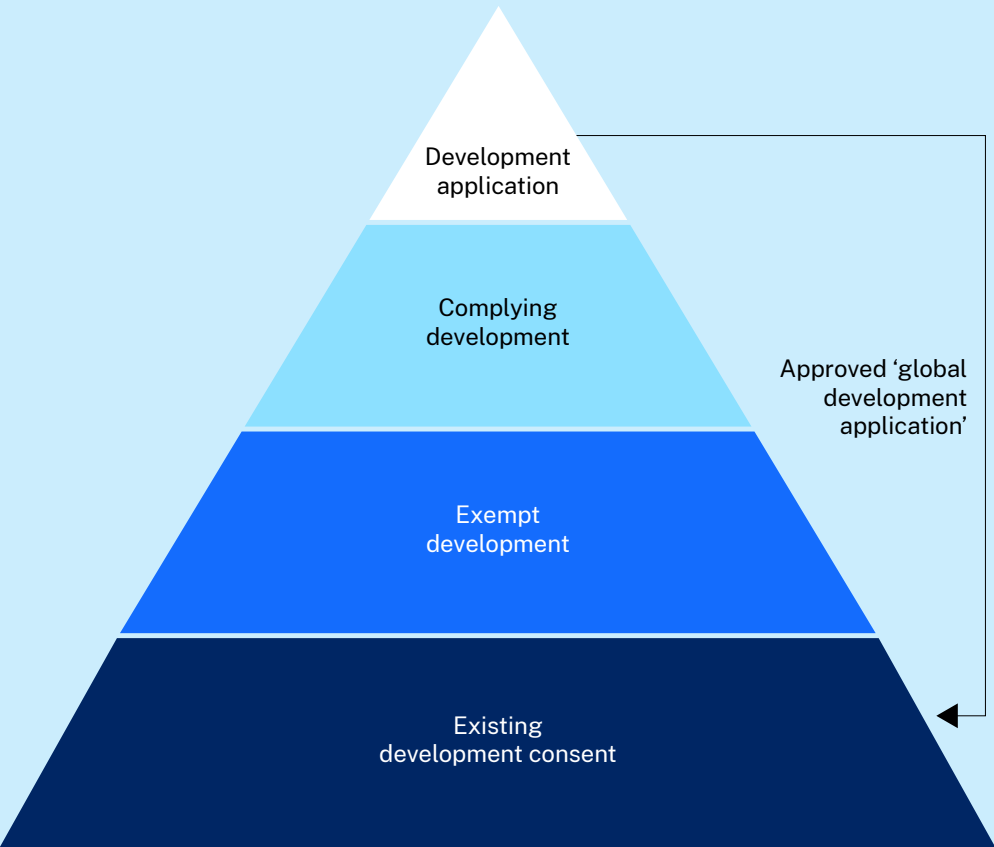 Development
application
Complying
development
Approved ‘global
development
application’
Exempt
development
Existing
development consent